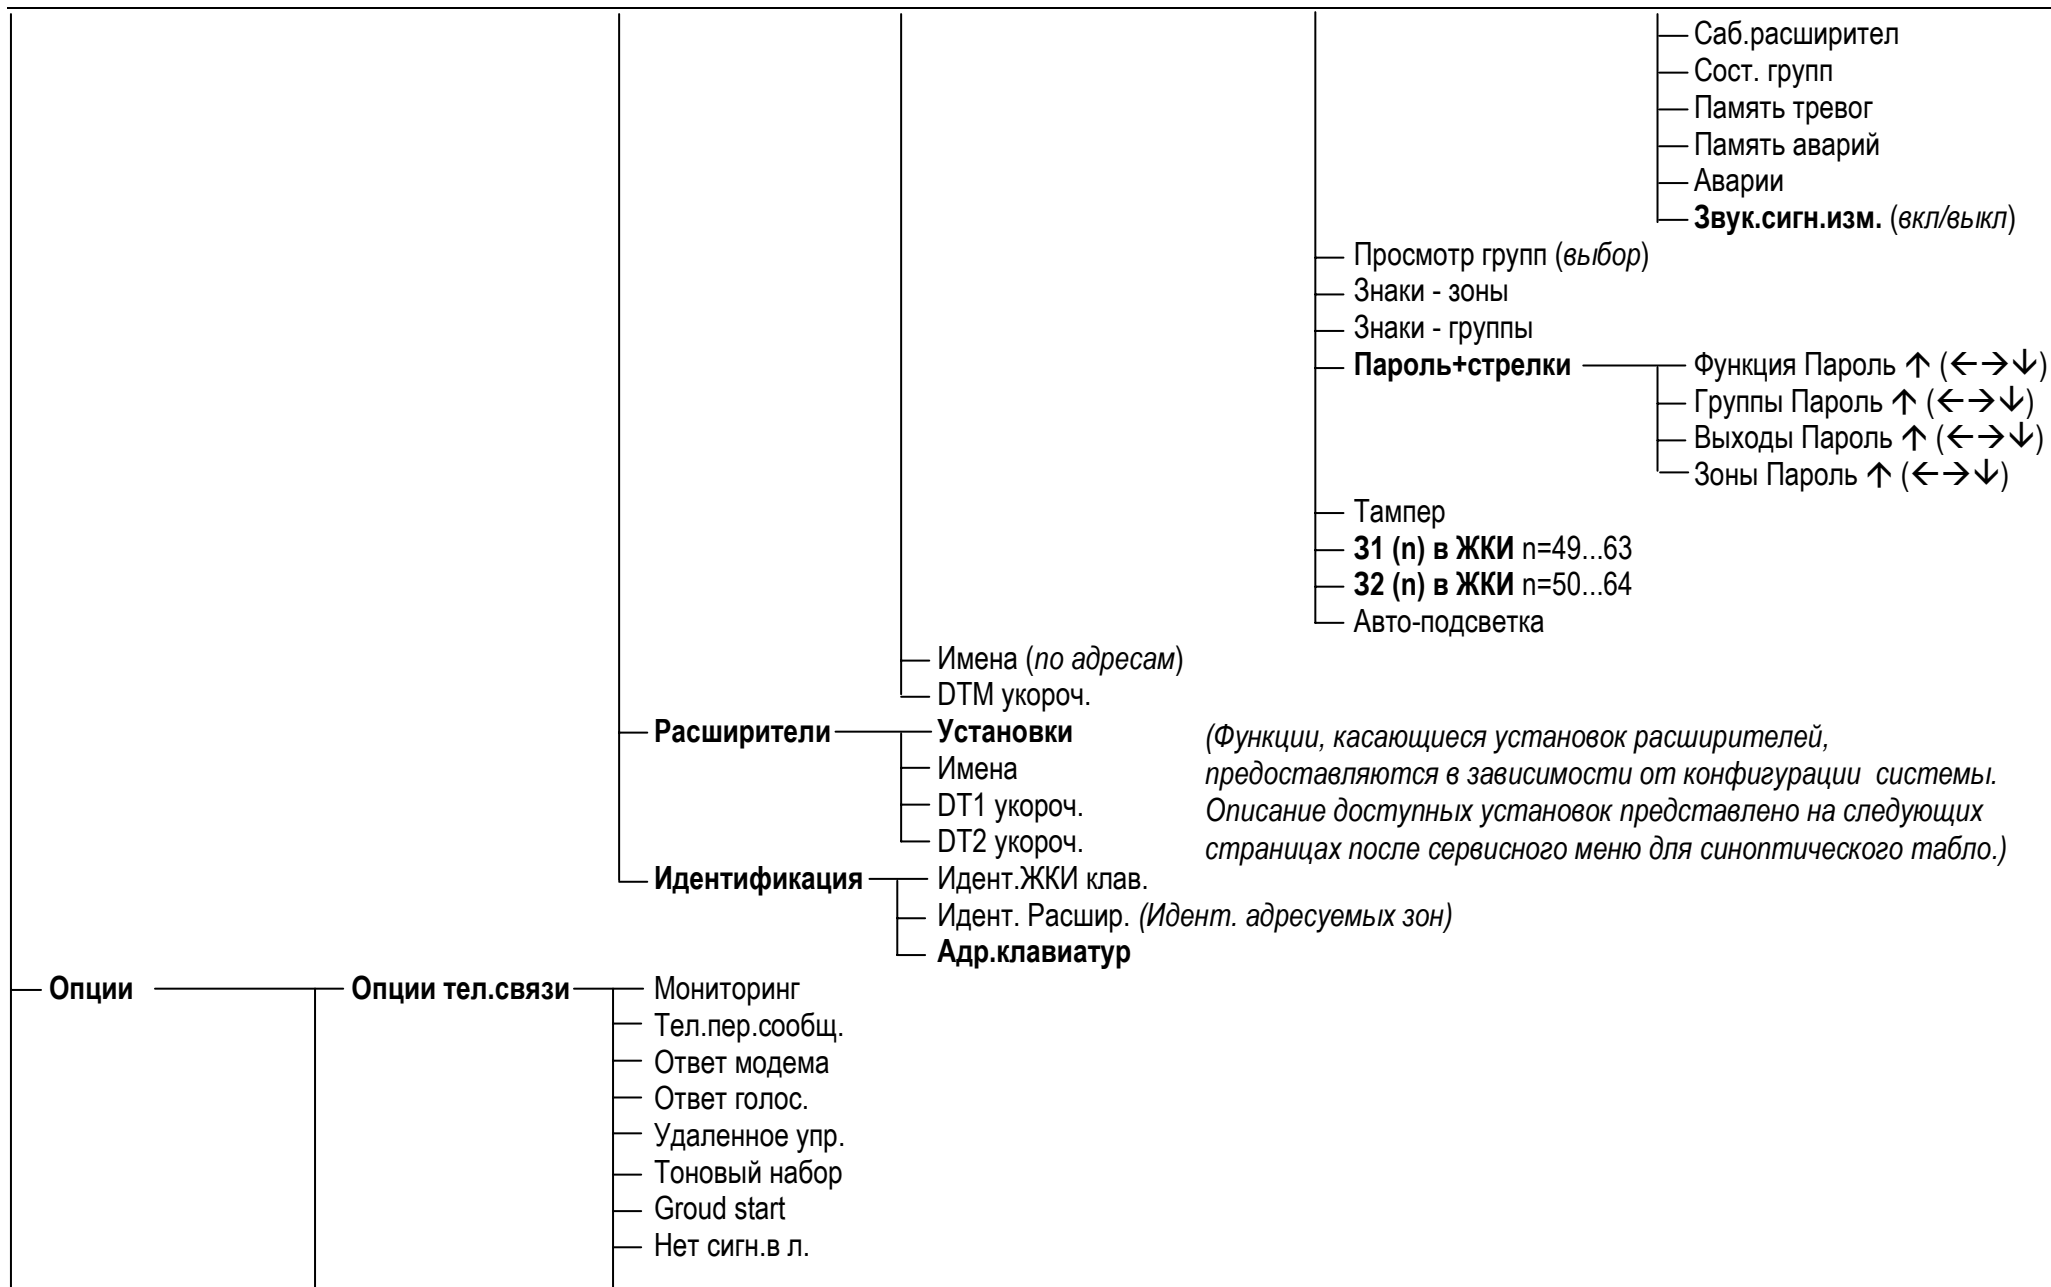 Саб.расширител
Сост. групп
Память тревог
Память аварий
Аварии
Звук.сигн.изм. (вкл/выкл)
Просмотр групп (выбор)
Знаки - зоны
Знаки - группы
Пароль+стрелки
Функция Пароль ↑ (←→↓)
Группы Пароль ↑ (←→↓)
Выходы Пароль ↑ (←→↓)
Зоны Пароль ↑ (←→↓)
Тампер
З1 (n) в ЖКИ n=49...63
З2 (n) в ЖКИ n=50...64
Авто-подсветка
Имена (по адресам)
DTM укороч.
Расширители
Установки
Имена
DT1 укороч.
DT2 укороч.
(Функции, касающиеся установок расширителей,
предоставляются в зависимости от конфигурации системы.
Описание доступных установок представлено на следующих
страницах после сервисного меню для синоптического табло.)
Идентификация
Идент.ЖКИ клав.
Идент. Расшир. (Идент. адресуемых зон)
Адр.клавиатур
Опции
Опции тел.связи
Мониторинг
Тел.пер.сообщ.
Ответ модема
Ответ голос.
Удаленное упр.
Тоновый набор
Groud start
Нет сигн.в л.